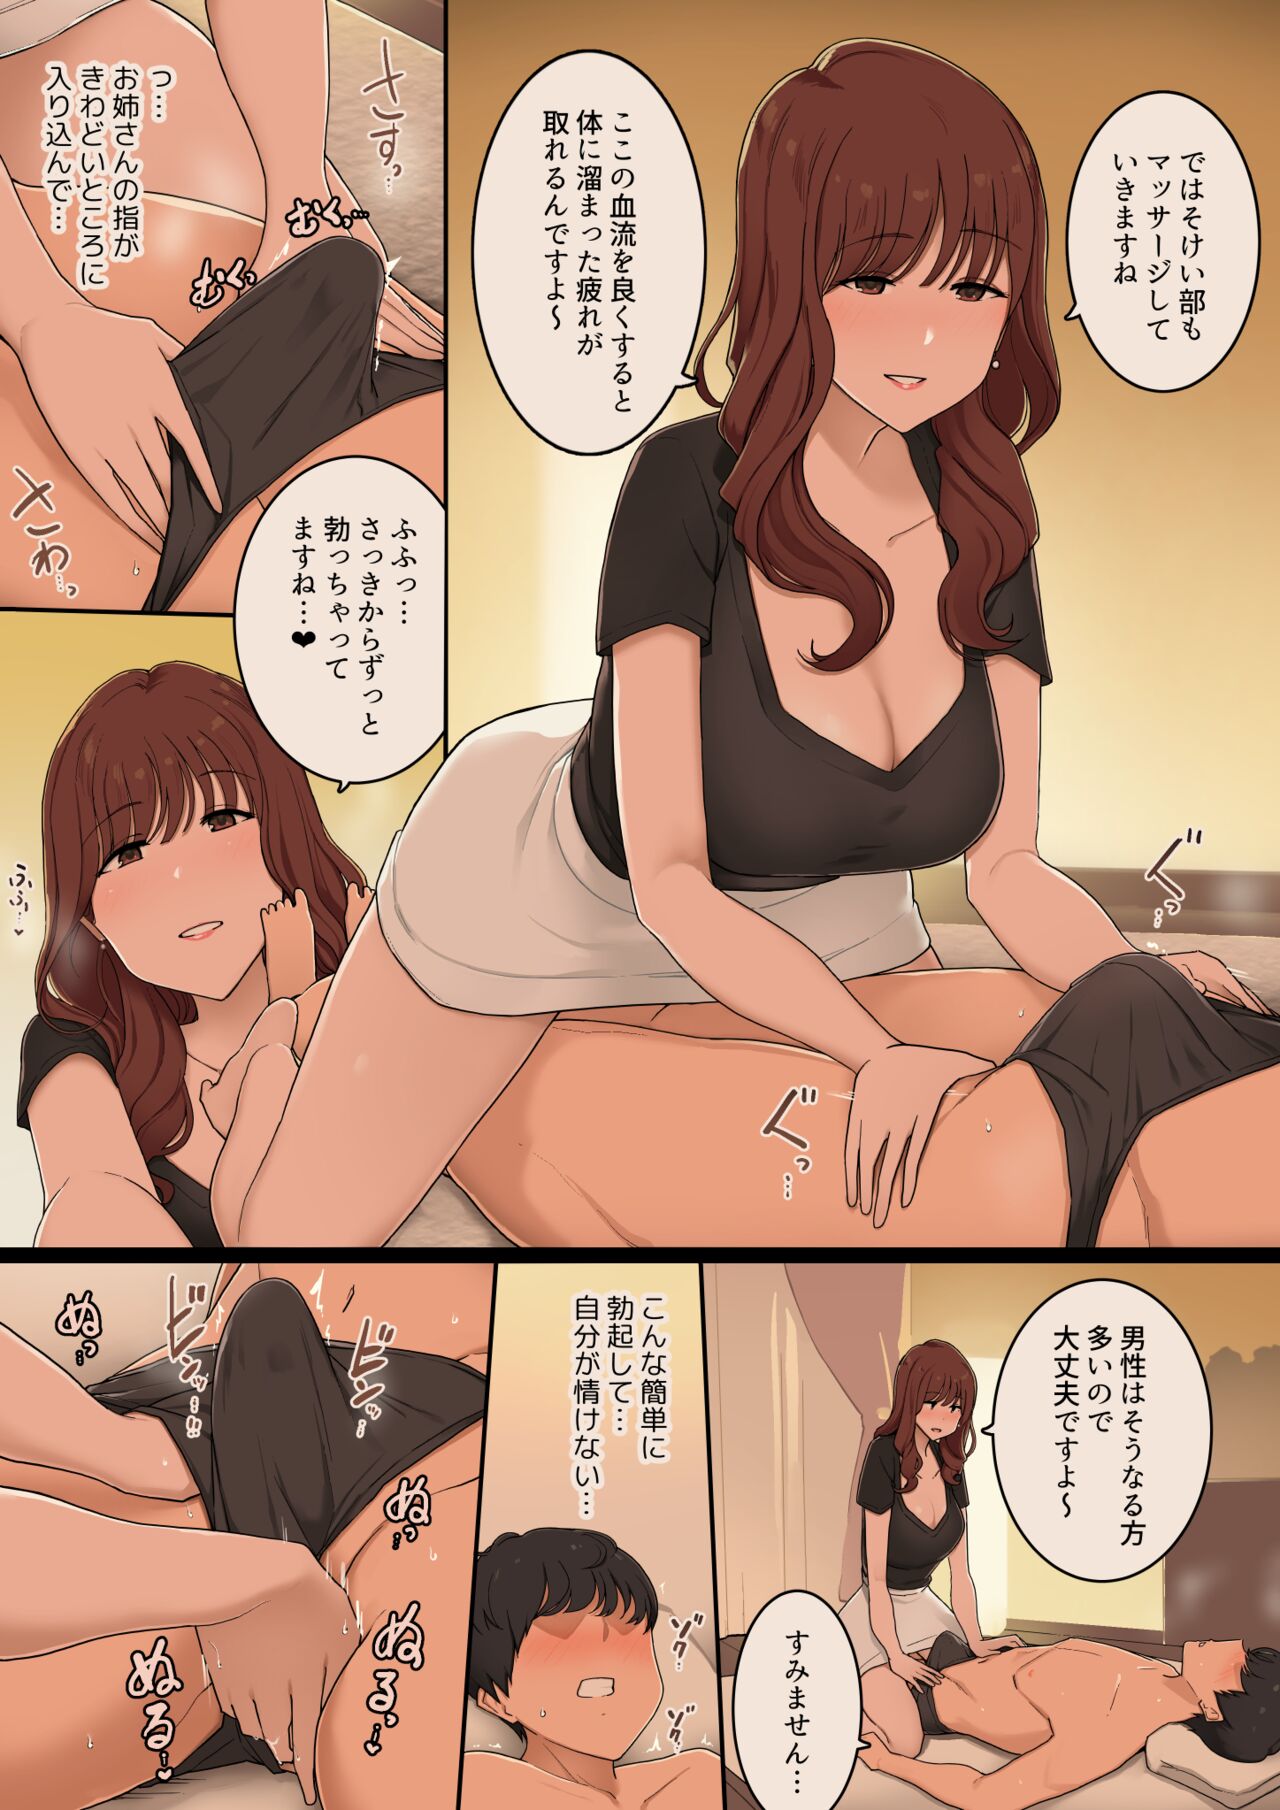 ではそけい部も
マッサージして
いきますね
ここの血流を良くすると
体に溜まった疲れが
取れるんですよ〜
ぐっ…
ぐっ…
っ…
お姉さんの指が
きわどいところに
入り込んで…
さすっ…
むくっ…
むくっ
さわっ
ふふっ…
さっきからずっと
勃っちゃって
ますね…❤
ふふ…♥
男性はそうなる方
多いので
大丈夫ですよ〜
すみません…
こんな簡単に
勃起して…
自分が情けない…
ゾクッ…
ゾクッ…
ビンッ!!
ビンッ…
ぬっ…
ぬっ…
ぬるっ…♥
ぬる…♥